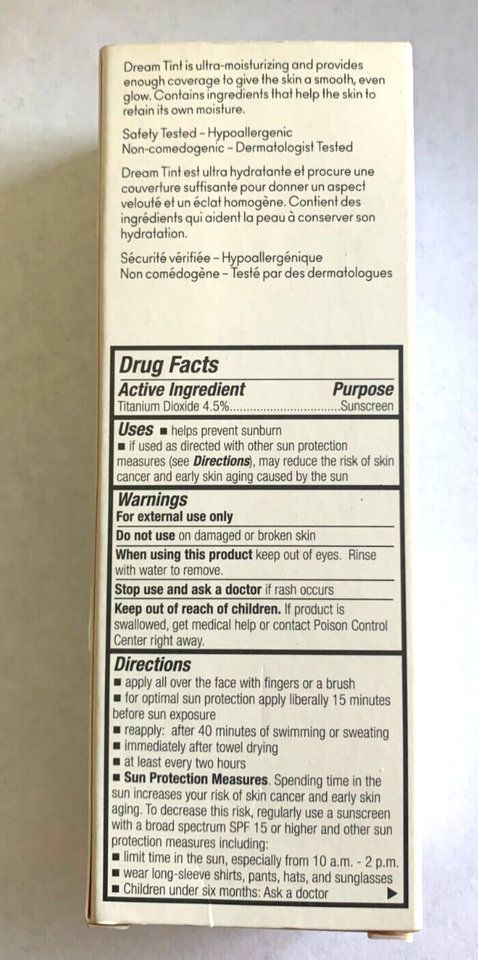 Dream Tint is ultra-moisturizing and provides
enough coverage to give the skin a smooth, even
glow. Contains ingredients that help the skin to
retain its own moisture.
Safety Tested – Hypoallergenic
Non-comedogenic – Dermatologist Tested
Dream Tint est ultra hydratante et procure une
couverture suffisante pour donner un aspect
velouté et un éclat homogène. Contient des
ingrédients qui aident la peau à conserver son
hydratation.
Sécurité vérifiée – Hypoallergénique
Non comédogène – Testé par des dermatologues
Drug Facts
Active Ingredient Purpose
Titanium Dioxide 4.5%..................................Sunscreen
Uses ■ helps prevent sunburn
■ if used as directed with other sun protection
measures (see Directions), may reduce the risk of skin
cancer and early skin aging caused by the sun
Warnings
For external use only
Do not use on damaged or broken skin
When using this product keep out of eyes. Rinse
with water to remove.
Stop use and ask a doctor if rash occurs
Keep out of reach of children. If product is
swallowed, get medical help or contact Poison Control
Center right away.
Directions
■ apply all over the face with fingers or a brush
■ for optimal sun protection apply liberally 15 minutes
before sun exposure
■ reapply: after 40 minutes of swimming or sweating
■ immediately after towel drying
■ at least every two hours
■ Sun Protection Measures. Spending time in the
sun increases your risk of skin cancer and early skin
aging. To decrease this risk, regularly use a sunscreen
with a broad spectrum SPF 15 or higher and other sun
protection measures including:
■ limit time in the sun, especially from 10 a.m. - 2 p.m.
■ wear long-sleeve shirts, pants, hats, and sunglasses
■ Children under six months: Ask a doctor ▶